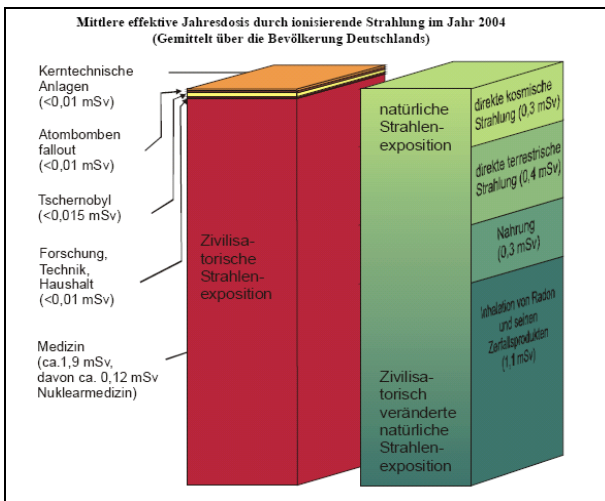 Mittlere effektive Jahresdosis durch ionisierende Strahlung im Jahr 2004
(Gemittelt über die Bevölkerung Deutschlands)
Kerntechnische
Anlagen
(<0,01 mSv)
Atombomben
fallout
(<0,01 mSv)
Tschernobyl
(<0,015 mSv)
Forschung,
Technik,
Haushalt
(<0,01 mSv)
Medizin
(ca.1,9 mSv,
davon ca. 0,12 mSv
Nuklearmedizin)
Zivilisa-
torische
Strahlen-
exposition
natürliche
Strahlen-
exposition
Zivilisa-
torisch
veränderte
natürliche
Strahlen-
exposition
direkte kosmische
Strahlung (0,3 mSv)
direkte terrestrische
Strahlung (0,4 mSv)
Nahrung
(0,3 mSv)
Inhalation von Radon
und seinen
Zerfallsprodukten
(1,1 mSv)